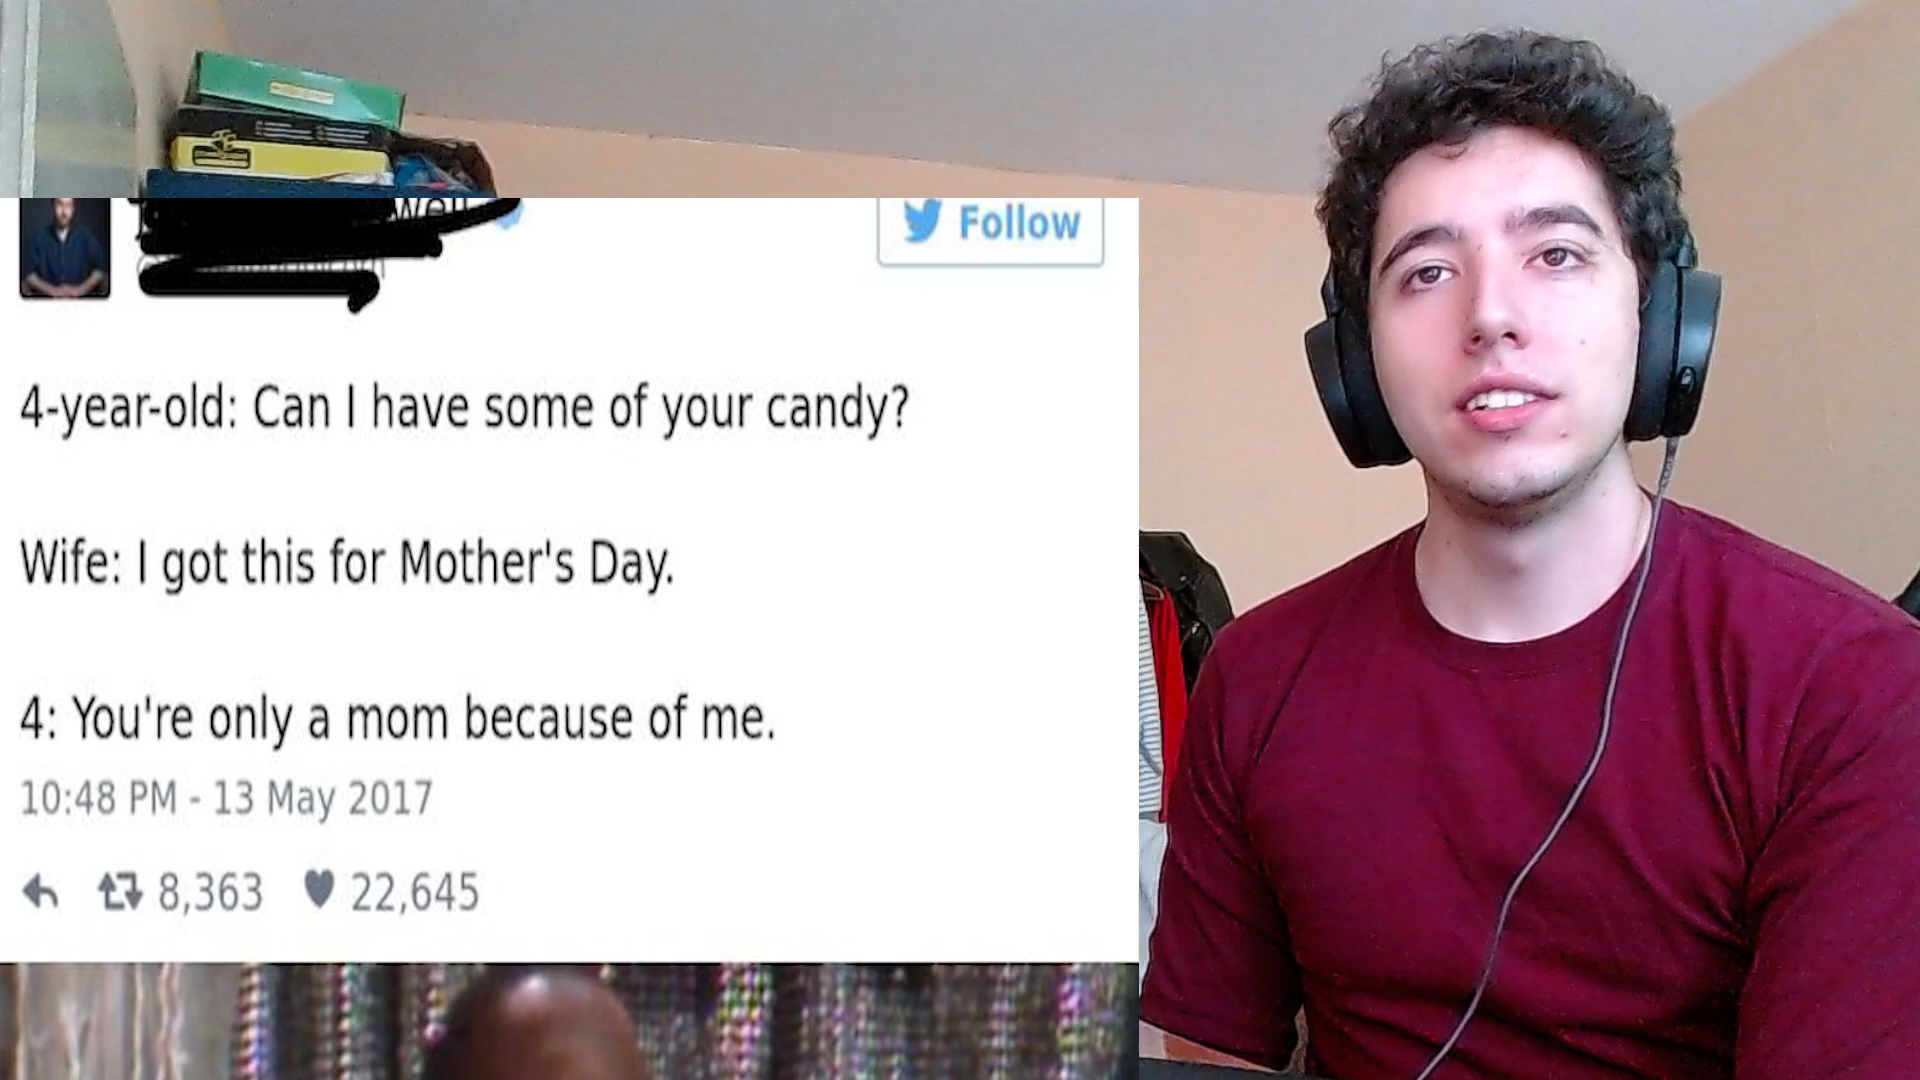 Follow
4-year-old: Can I have some of your candy?
Wife: I got this for Mother's Day.
4: You're only a mom because of me.
10:48 PM - 13 May 2017
8,363 22,645